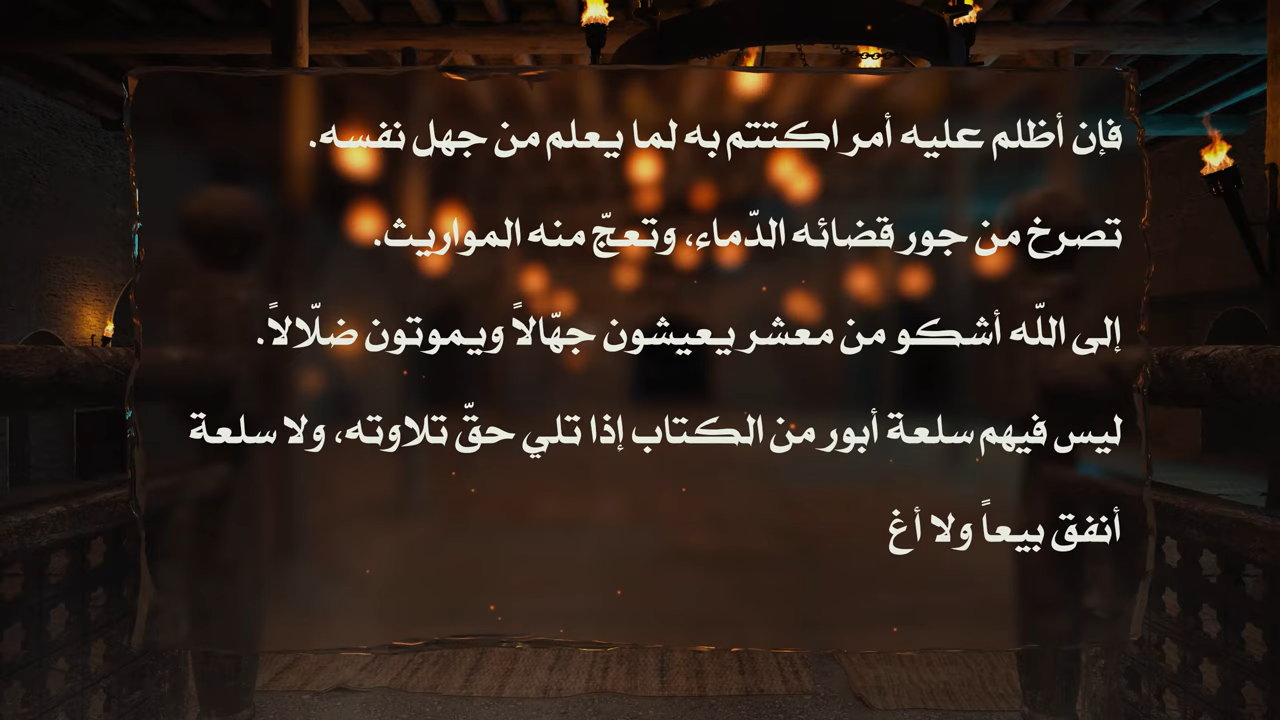 فإن أظلم عليه أمر اكتتم به لما يعلم من جهل نفسه.
تصرخ من جور قضائه الدّماء، وتعجّ منه المواريث.
إلى اللّه أشكو من معشر يعيشون جهّالاً ويموتون ضلّالاً.
ليس فيهم سلعة أبور من الكتاب إذا تلي حقّ تلاوته، ولا سلعة
أنفق بيعاً ولا أغ